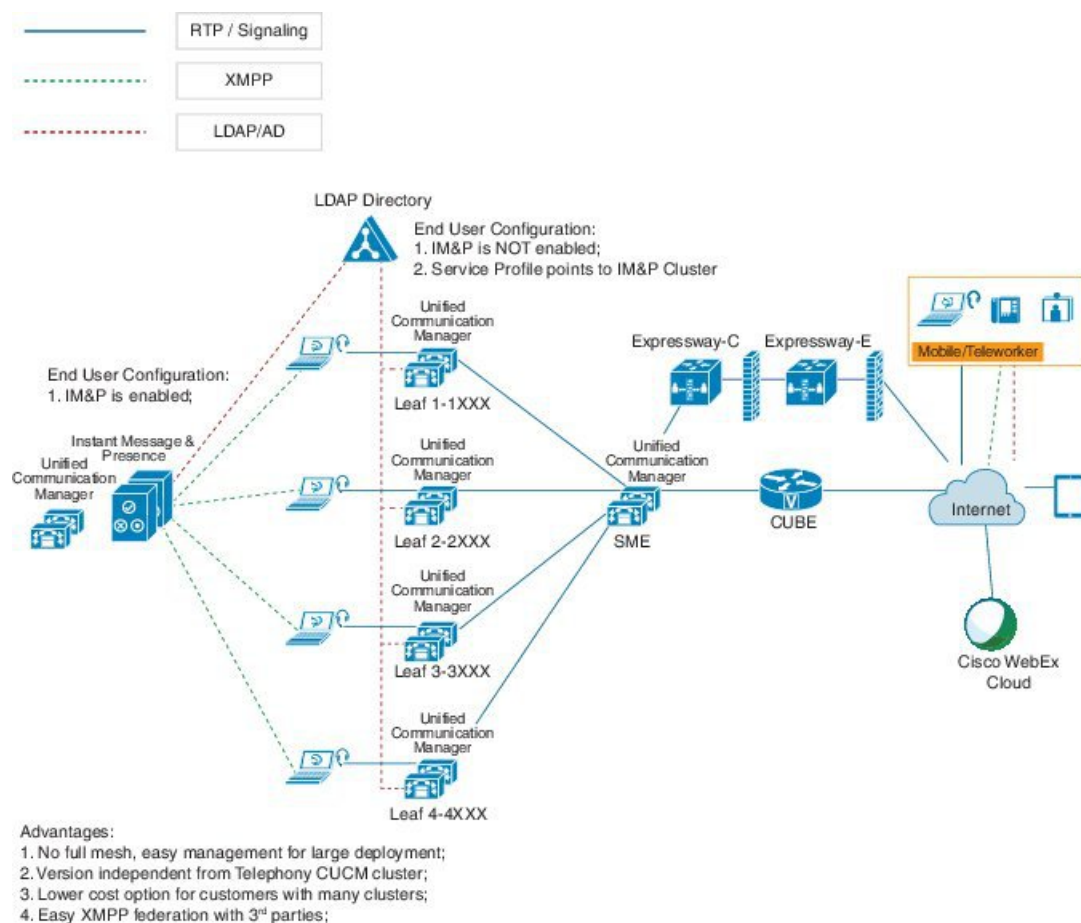 RTP / Signaling
XMPP
LDAP/AD
LDAP Directory
End User Configuration:
1. IM&P is NOT enabled;
2. Service Profile points to IM&P Cluster
Unified
Communication
Manager
Leaf 1-1XXX
Expressway-C
Expressway-E
Mobile/Teleworker
End User Configuration:
1. IM&P is enabled;
Instant Message &
Presence
Unified
Communication
Manager
Unified
Communication
Manager
Leaf 2-2XXX
Unified
Communication
Manager
SME
V
CUBE
Internet
Unified
Communication
Manager
Leaf 3-3XXX
Cisco WebEx
Cloud
Unified
Communication
Manager
Leaf 4-4XXX
Advantages:
1. No full mesh, easy management for large deployment;
2. Version independent from Telephony CUCM cluster;
3. Lower cost option for customers with many clusters;
4. Easy XMPP federation with 3rd parties;